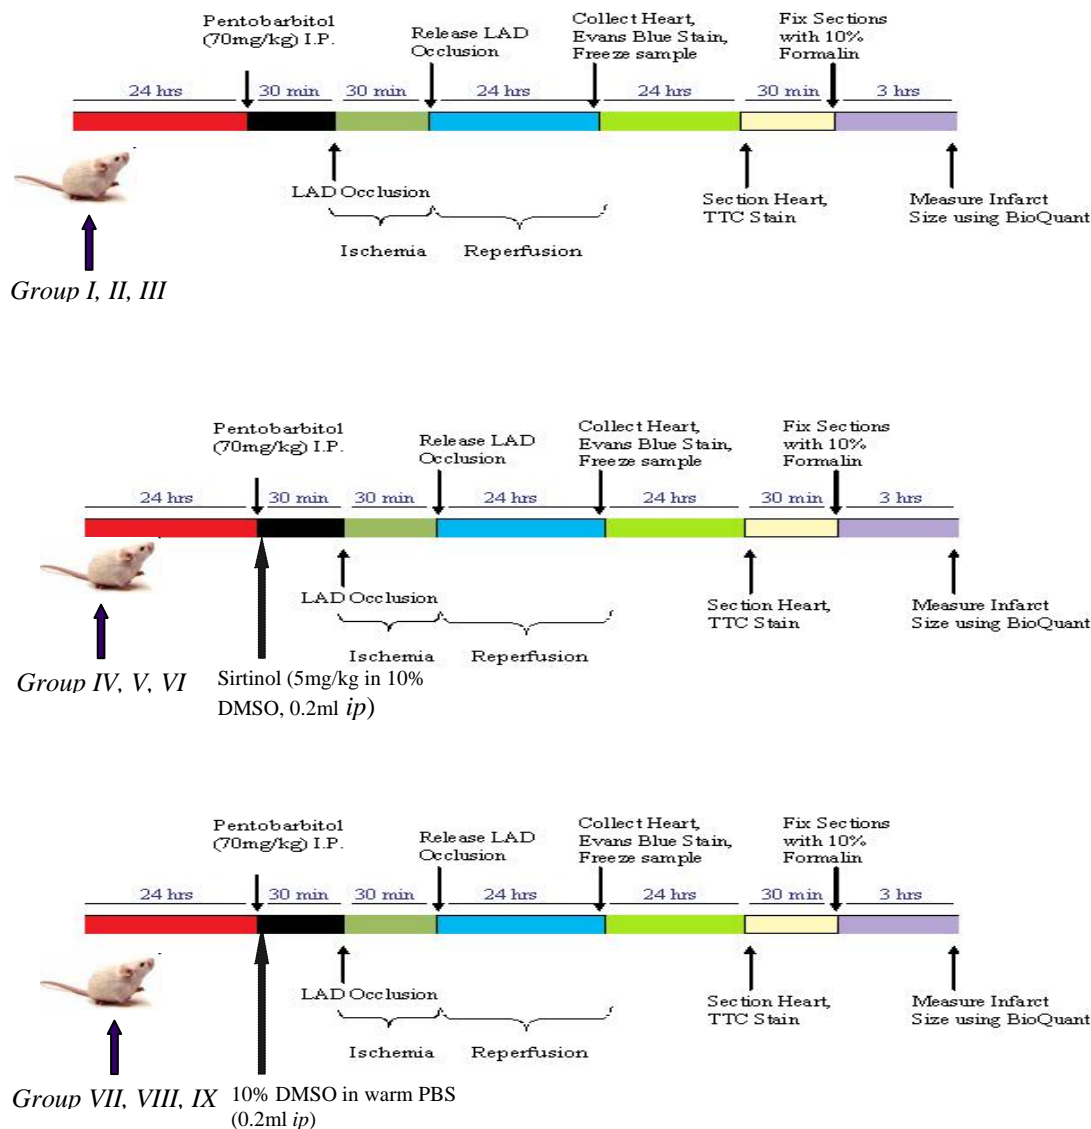 Pentobarbitol
(70mg/kg) I.P.
Release LAD
Occlusion
Collect Heart,
Evans Blue Stain,
Freeze sample
Fix Sections
with 10%
Formalin
24 hrs
30 min
30 min
24 hrs
24 hrs
30 min
3 hrs
LAD Occlusion
Ischemia
Reperfusion
Section Heart,
TTC Stain
Measure Infarct
Size using BioQuant
Group I, II, III
Pentobarbitol
(70mg/kg) I.P.
Release LAD
Occlusion
Collect Heart,
Evans Blue Stain,
Freeze sample
Fix Sections
with 10%
Formalin
24 hrs
30 min
30 min
24 hrs
24 hrs
30 min
3 hrs
LAD Occlusion
Ischemia
Reperfusion
Section Heart,
TTC Stain
Measure Infarct
Size using BioQuant
Group IV, V, VI
Sirtinol (5mg/kg in 10%
DMSO, 0.2ml ip)
Pentobarbitol
(70mg/kg) I.P.
Release LAD
Occlusion
Collect Heart,
Evans Blue Stain,
Freeze sample
Fix Sections
with 10%
Formalin
24 hrs
30 min
30 min
24 hrs
24 hrs
30 min
3 hrs
LAD Occlusion
Ischemia
Reperfusion
Section Heart,
TTC Stain
Measure Infarct
Size using BioQuant
Group VII, VIII, IX
10% DMSO in warm PBS
(0.2ml ip)